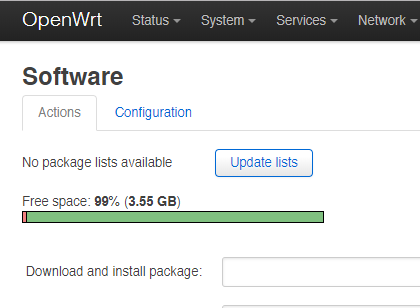 OpenWrt Status System Services Network
Software
Actions Configuration
No package lists available Update lists
Free space: 99% (3.55 GB)
Download and install package: